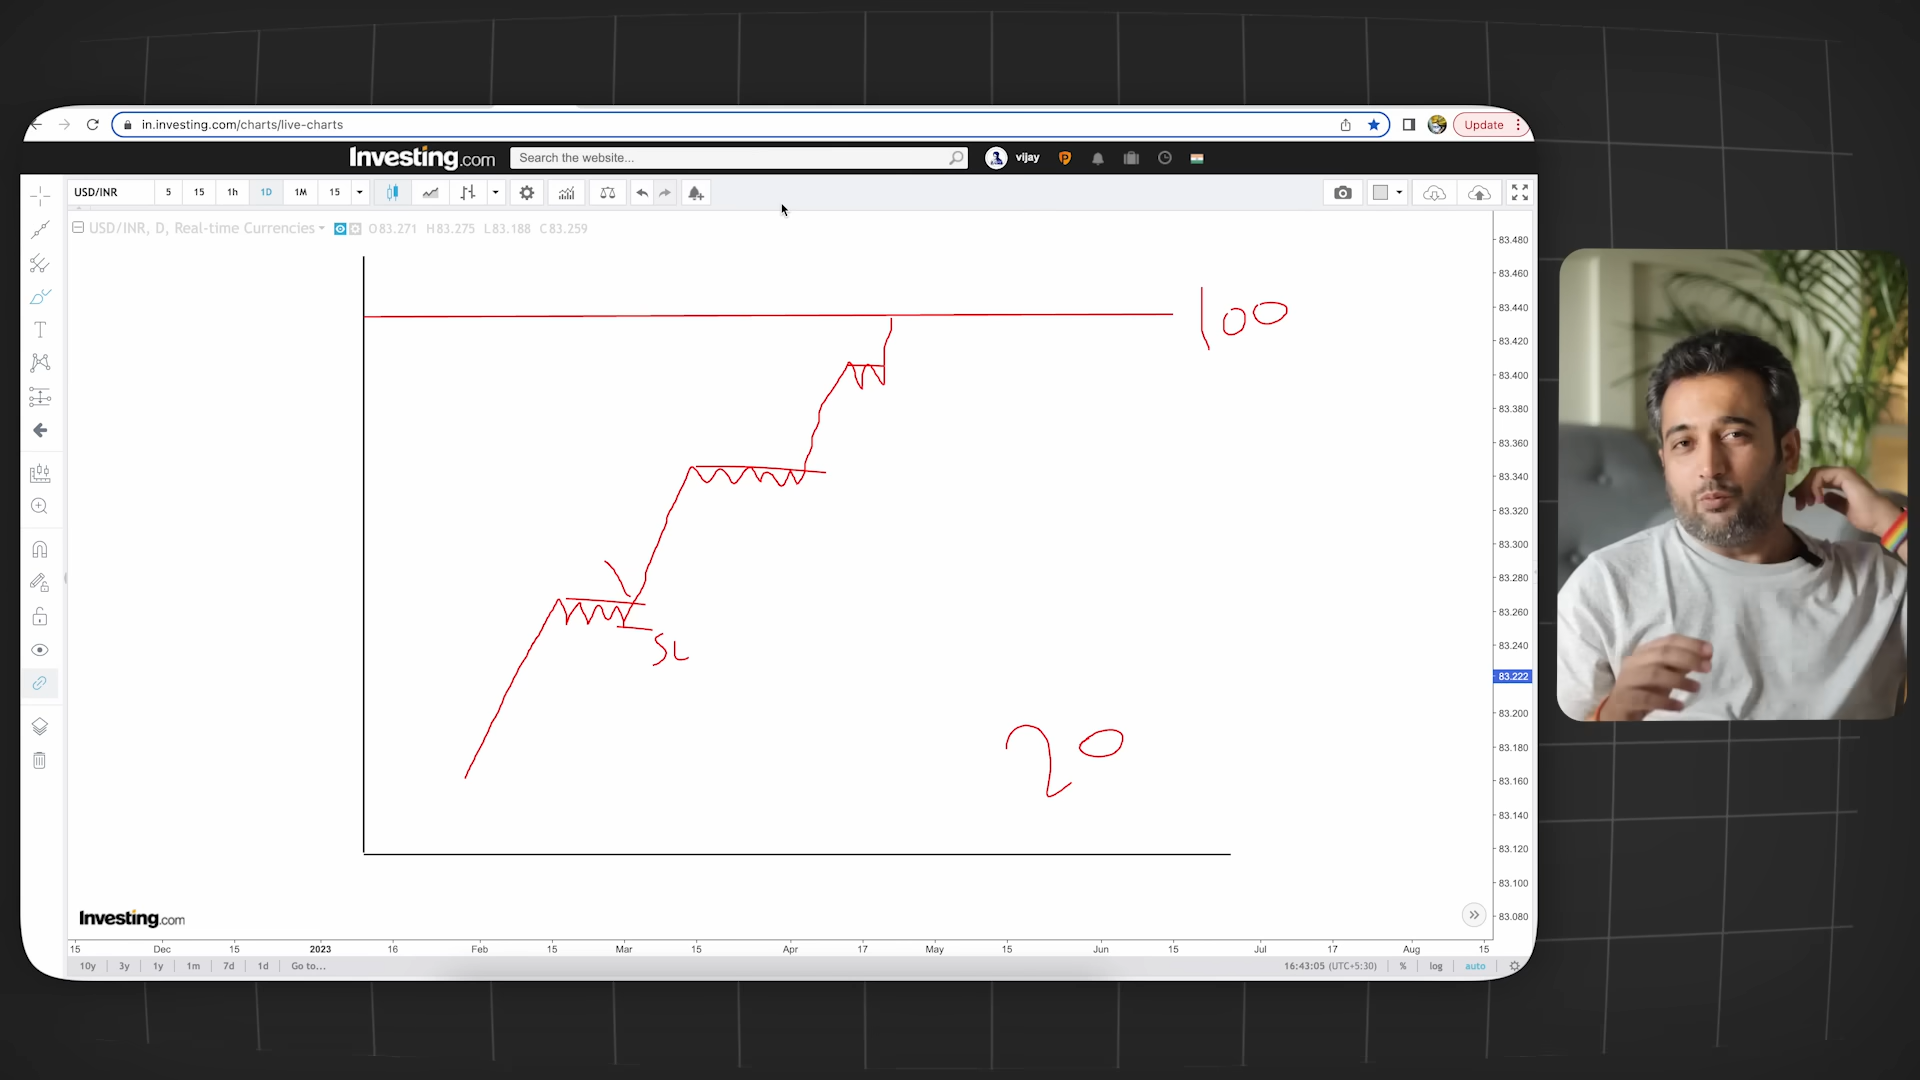 in.investing.com/charts/live-charts
Update
Investing.com
Search the website...
vijay
USD/INR
5
15
1h
1D
1M
15
USD/INR, D, Real-time Currencies
O83.271 H83.275 L83.188 C83.259
83.480
83.460
83.440
83.420
83.400
83.380
83.360
83.340
83.320
83.300
83.280
83.260
83.240
83.222
83.200
83.180
83.160
83.140
83.120
83.100
83.080
100
SL
20
Investing.com
15 Dec 15 2023 16 Feb 15 Mar 15 Apr 17 May 15 Jun 15 Jul 17 Aug 15
10y 3y 1y 1m 7d 1d Go to...
16:43:05 (UTC+5:30) % log auto